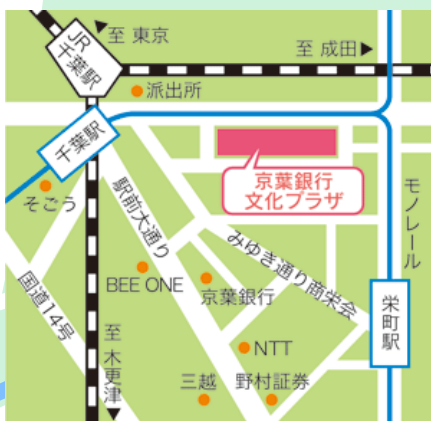 至 東京
JR
千葉駅
至 成田▶
派出所
千葉駅
京葉銀行
文化プラザ
そごう
駅前大通り
モノレール
みゆき通り商栄会
BEE ONE
京葉銀行
国道14号
栄町駅
至 木更津
NTT
三越
野村証券